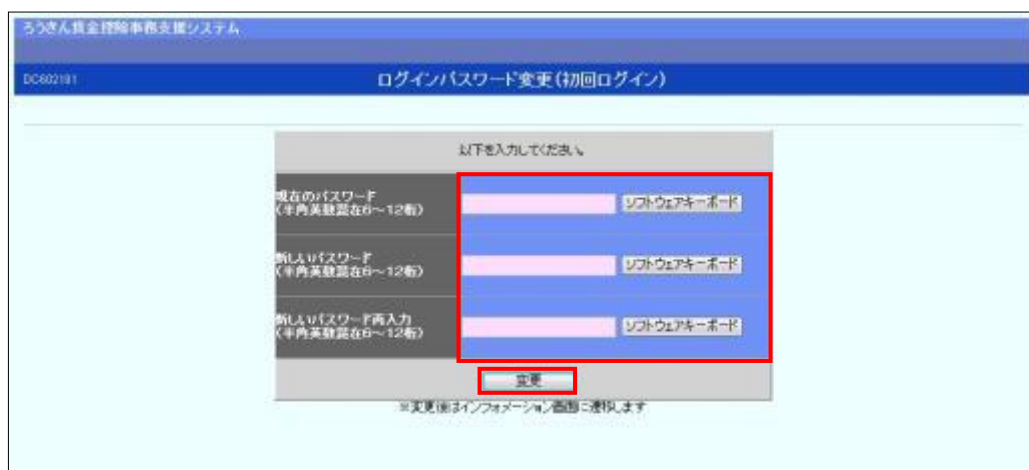 ろうきん賃金控除事務支援システム
DC602101
ログインパスワード変更(初回ログイン)
以下を入力してください。
現在のパスワード
(半角英数混在6～12桁)
ソフトウェアキーボード
新しいパスワード
(半角英数混在6～12桁)
ソフトウェアキーボード
新しいパスワード再入力
(半角英数混在6～12桁)
ソフトウェアキーボード
変更
※変更後はインフォメーション画面に遷移します